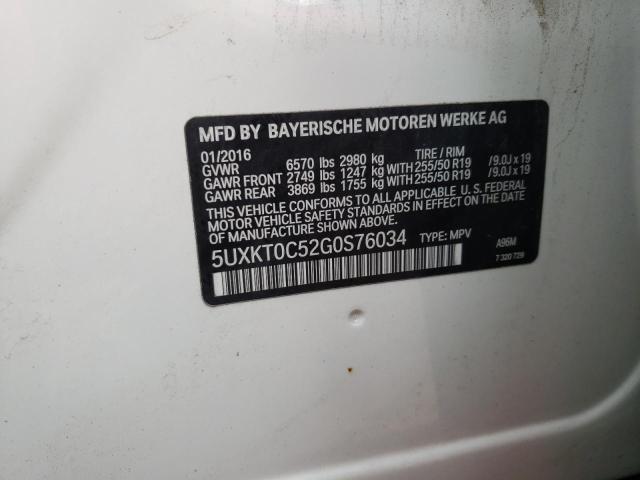 MFD BY BAYERISCHE MOTOREN WERKE AG
01/2016 TIRE / RIM
GVWR 6570 lbs 2980 kg
GAWR FRONT 2749 lbs 1247 kg WITH 255/50 R19 /9.0J x 19
GAWR REAR 3869 lbs 1755 kg WITH 255/50 R19 /9.0J x 19
THIS VEHICLE CONFORMS TO ALL APPLICABLE U.S. FEDERAL
MOTOR VEHICLE SAFETY STANDARDS IN EFFECT ON THE DATE
OF MANUFACTURE SHOWN ABOVE.
5UXKT0C52G0S76034 TYPE: MPV A96M
7 320 729